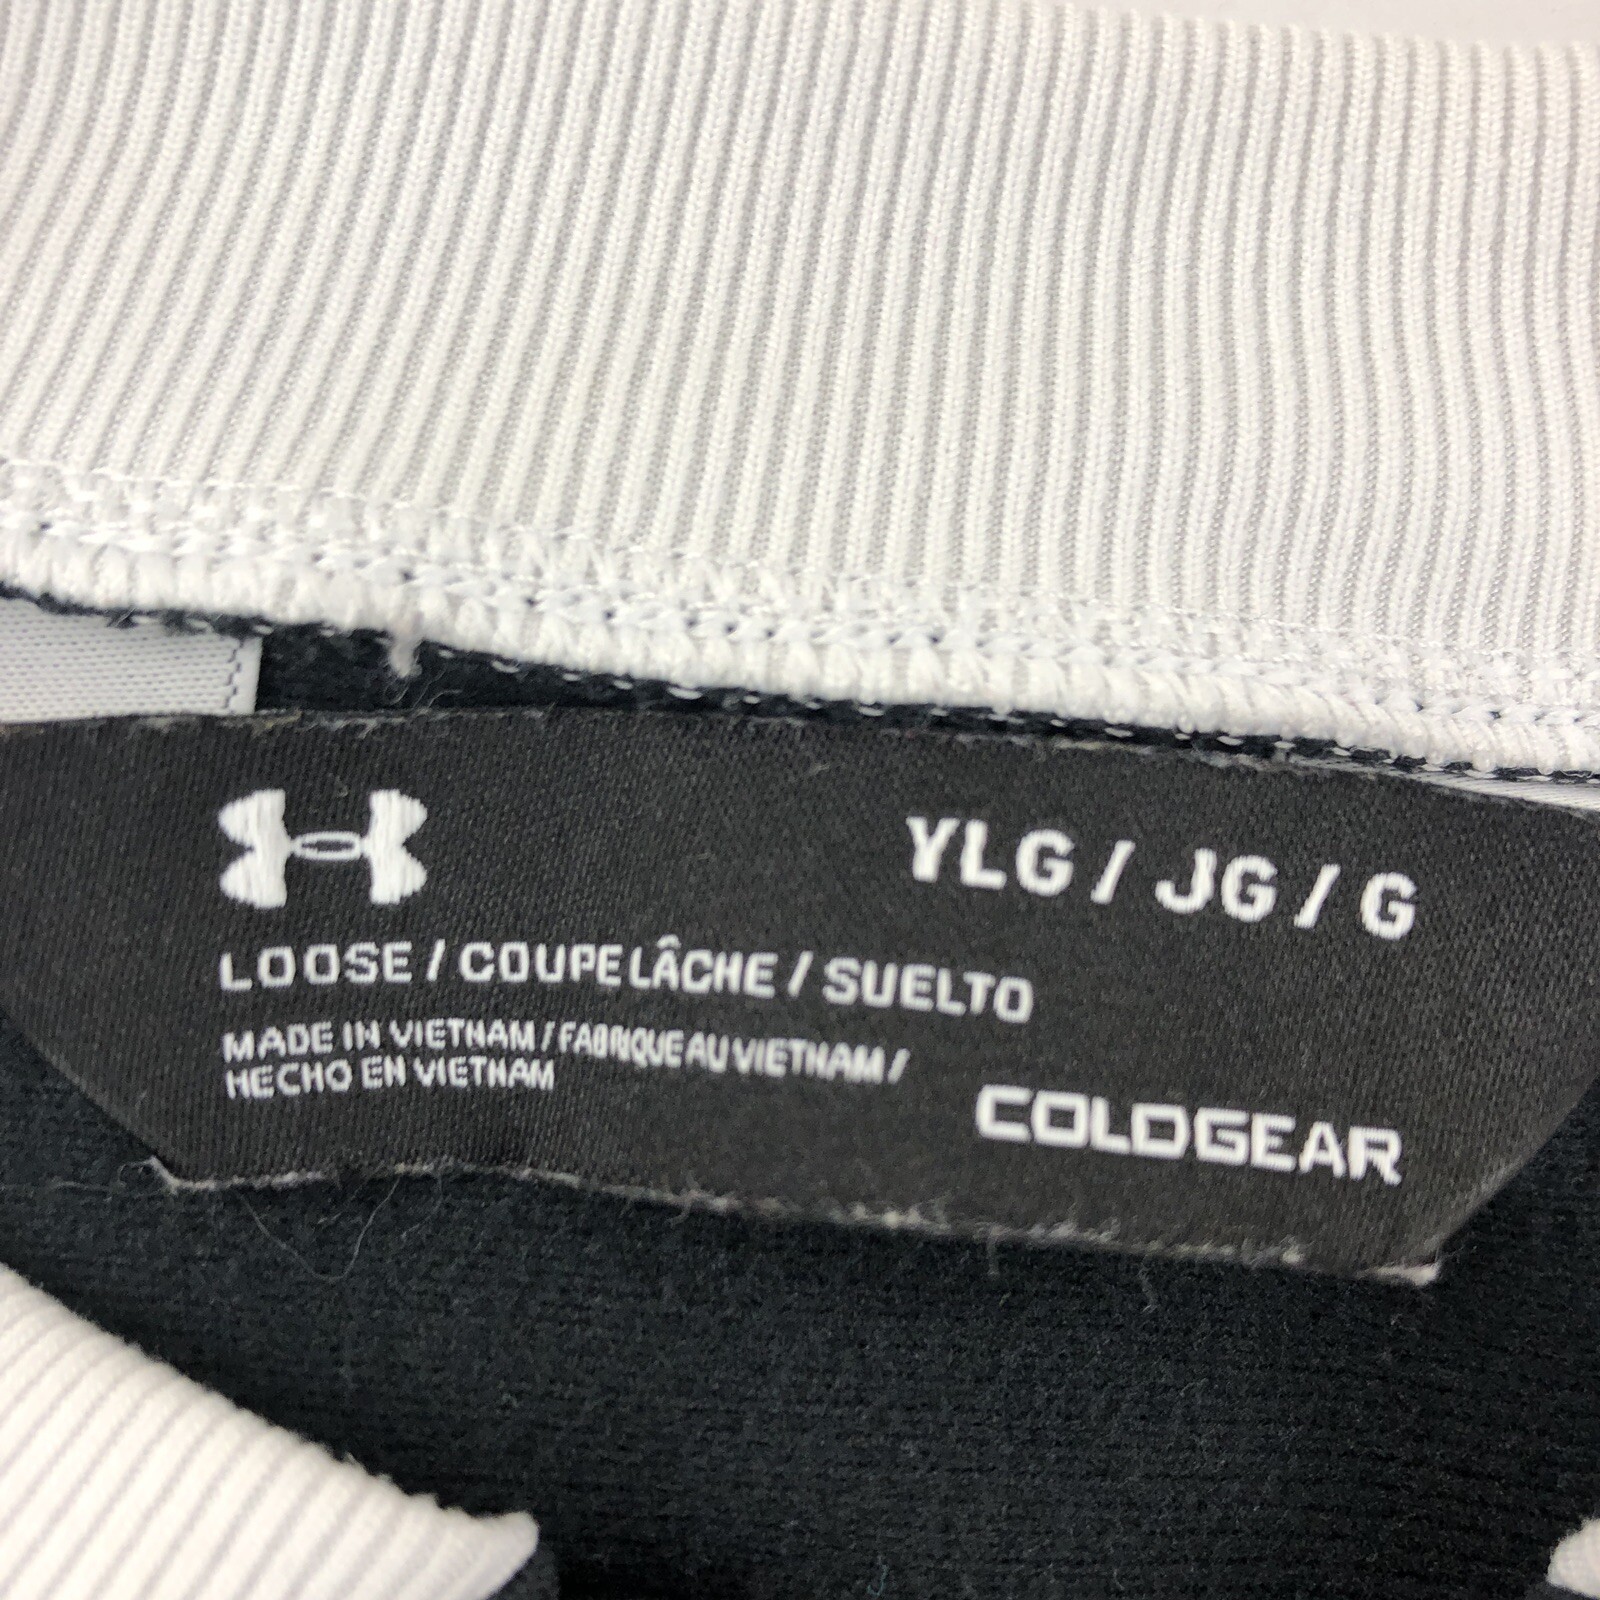 YLG / JG / G
LOOSE / COUPE LÂCHE / SUELTO
MADE IN VIETNAM / FABRIQUE AU VIETNAM /
HECHO EN VIETNAM
COLDGEAR